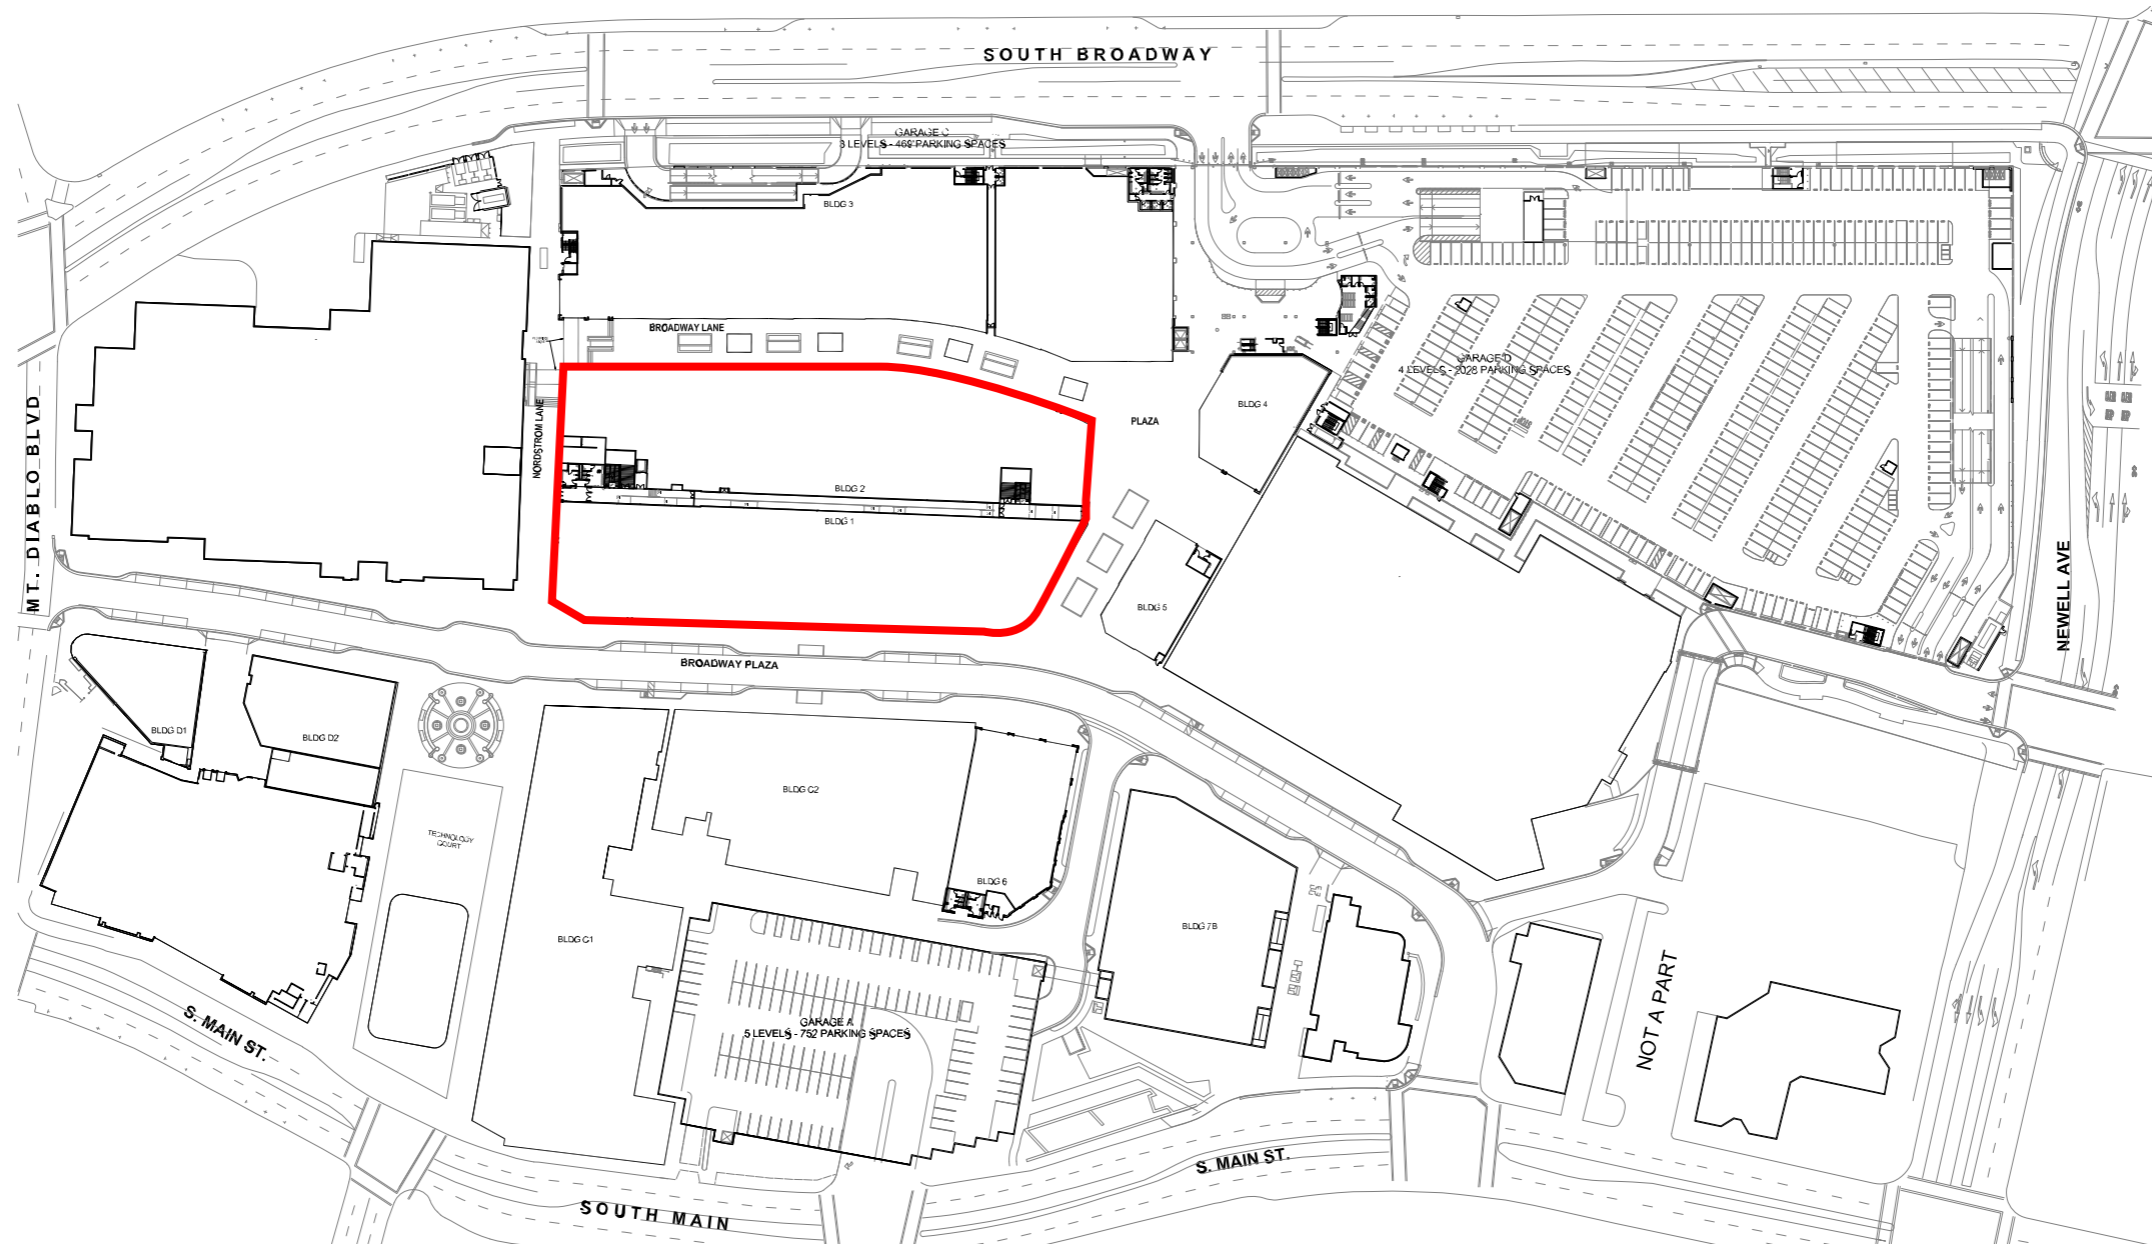 SOUTH BROADWAY
GARAGE C
3 LEVELS - 469 PARKING SPACES
BLDG 3
BROADWAY LANE
GARAGE D
4 LEVELS - 2028 PARKING SPACES
MT. DIABLO BLVD
NORDSTROM LANE
PLAZA
BLDG 4
BLDG 2
BLDG 1
BLDG 5
NEWELL AVE
BROADWAY PLAZA
BLDG D1
BLDG D2
BLDG C2
TECHNOLOGY
COURT
BLDG 6
BLDG C1
BLDG 7B
GARAGE A
5 LEVELS - 752 PARKING SPACES
NOT A PART
S. MAIN ST.
S. MAIN ST.
SOUTH MAIN